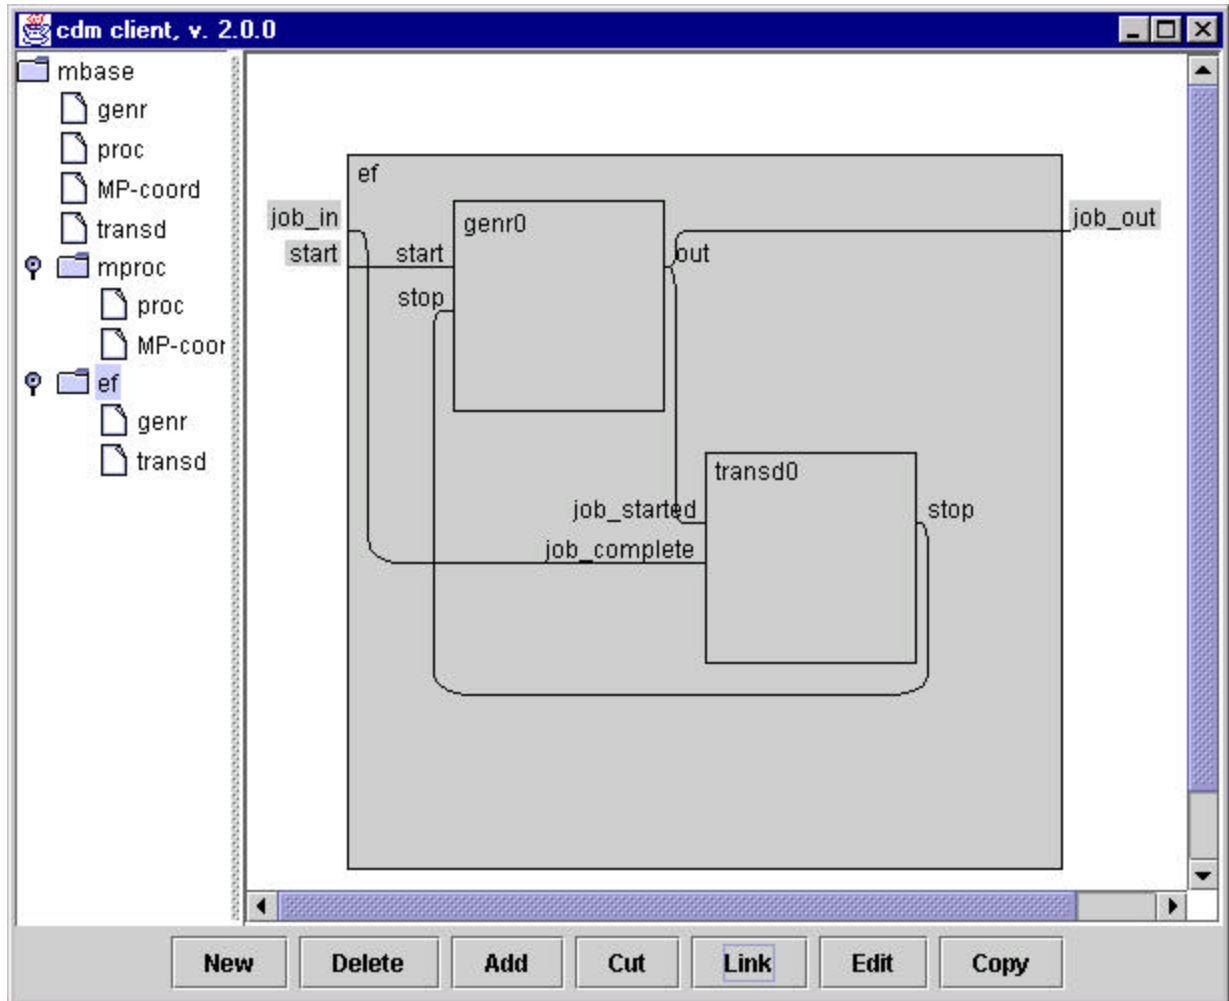 cdm client, v. 2.0.0
mbase
genr
proc
MP-coord
transd
mproc
proc
MP-coor
ef
genr
transd
ef
job_in
genr0
job_out
start
start
out
stop
transd0
job_started
stop
job_complete
New
Delete
Add
Cut
Link
Edit
Copy